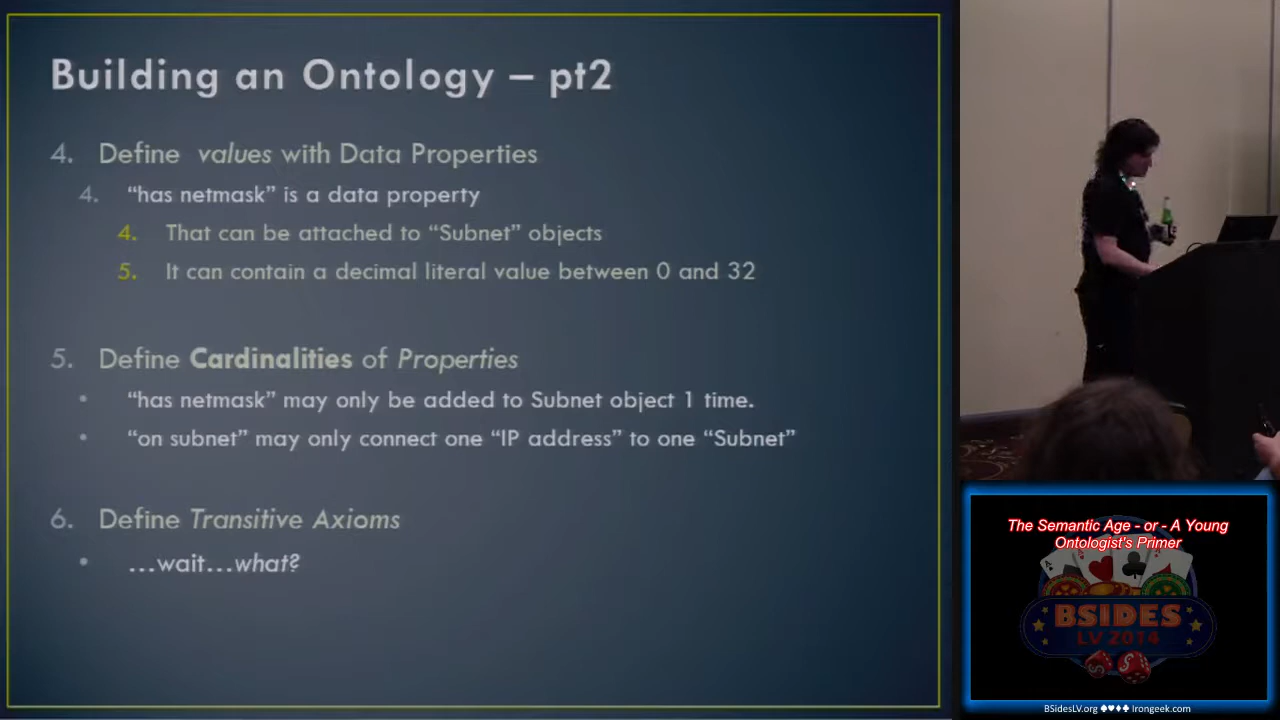 Building an Ontology – pt2
4. Define values with Data Properties
4. “has netmask” is a data property
4. That can be attached to “Subnet” objects
5. It can contain a decimal literal value between 0 and 32
5. Define Cardinalities of Properties
• “has netmask” may only be added to Subnet object 1 time.
• “on subnet” may only connect one “IP address” to one “Subnet”
6. Define Transitive Axioms
• ...wait...what?
The Semantic Age - or - A Young
Ontologist's Primer
BSIDES
LV 2014
BSidesLV.org ♠♥♦♣ Irongeek.com